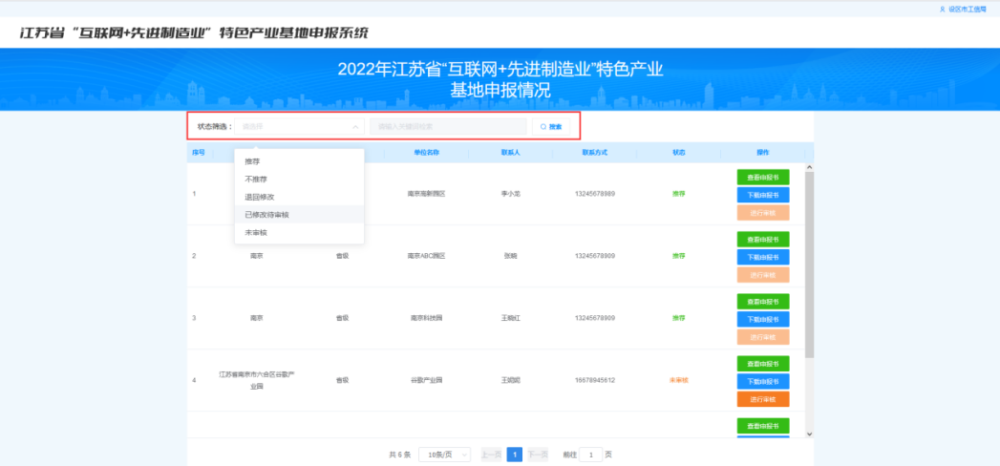 设区市工信局
江苏省“互联网+先进制造业”特色产业基地申报系统
2022年江苏省“互联网+先进制造业”特色产业
基地申报情况
状态筛选： 请选择 请输入关键词检索 搜索
序号 单位名称 联系人 联系方式 状态 操作
推荐
不推荐
退回修改
已修改待审核
未审核
查看申报书
1 南京高新园区 李小龙 13245678989 推荐 下载申报书
进行审核
查看申报书
2 南京 省级 南京ABC园区 张晓 13245678909 推荐 下载申报书
进行审核
查看申报书
3 南京 省级 南京科技园 王晓红 13245678909 推荐 下载申报书
进行审核
查看申报书
江苏省南京市六合区谷歌产
4 省级 谷歌产业园 王妮妮 16678945612 未审核 下载申报书
业园
进行审核
查看申报书
共 6 条 10条/页 上一页 1 下一页 前往 1 页